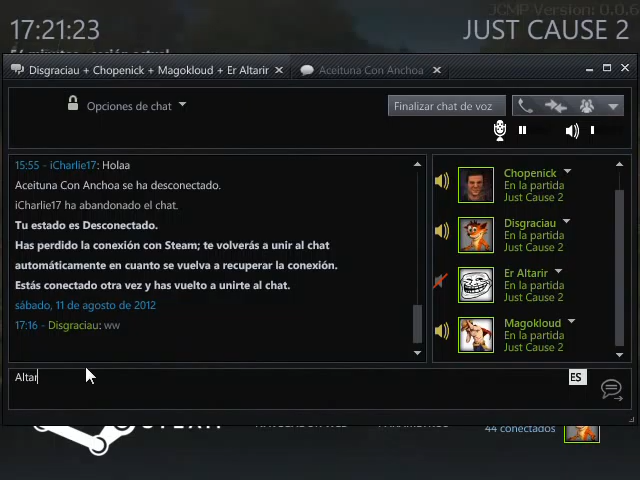 JCMP Version: 0.0.6
17:21:23
JUST CAUSE 2
Disgraciau + Chopenick + Magokloud + Er Altarir
Aceituna Con Anchoa
Opciones de chat
Finalizar chat de voz
15:55 - iCharlie17: Holaa
Aceituna Con Anchoa se ha desconectado.
iCharlie17 ha abandonado el chat.
Tu estado es Desconectado.
Has perdido la conexión con Steam; te volverás a unir al chat
automáticamente en cuanto se vuelva a recuperar la conexión.
Estás conectado otra vez y has vuelto a unirte al chat.
sábado, 11 de agosto de 2012
17:16 - Disgraciau: ww
Chopenick
En la partida
Just Cause 2
Disgraciau
En la partida
Just Cause 2
Er Altarir
En la partida
Just Cause 2
Magokloud
En la partida
Just Cause 2
Altar
ES
44 conectados